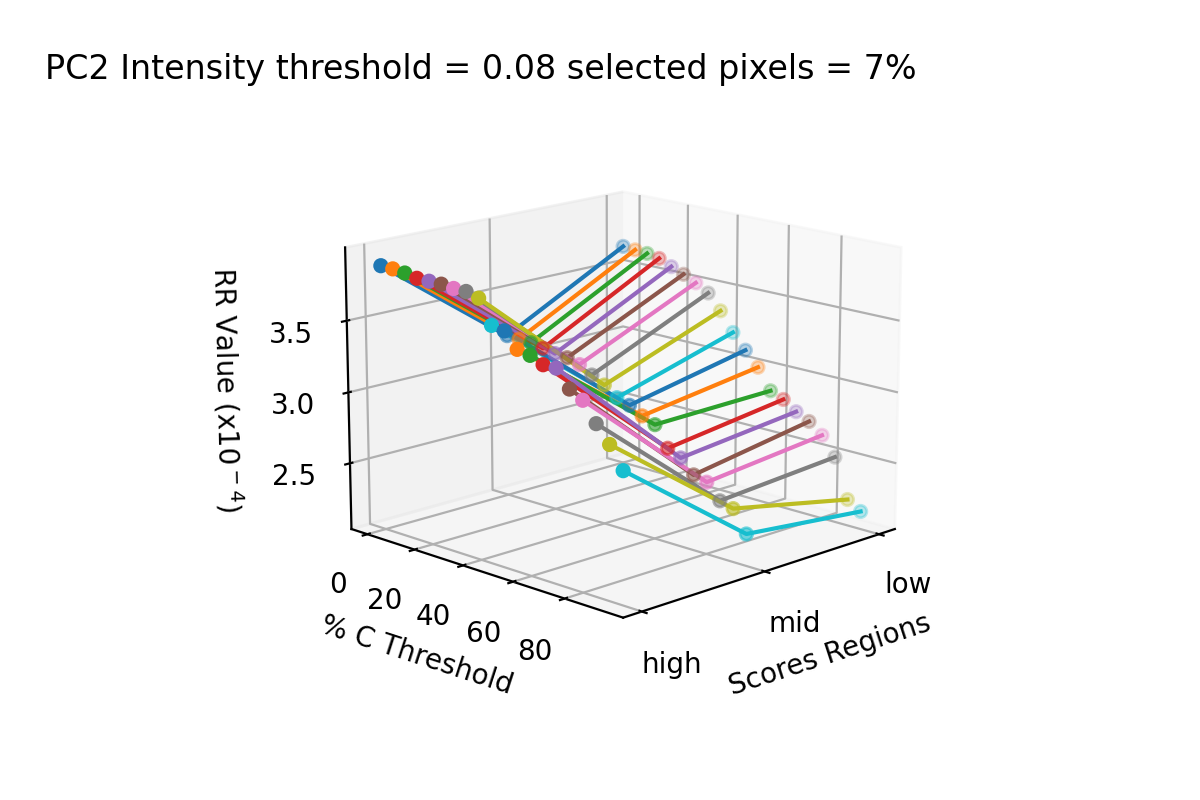 PC2 Intensity threshold = 0.08 selected pixels = 7%
RR Value (x10⁻⁴)
3.5
3.0
2.5
0
20
40
60
80
% C Threshold
high
mid
low
Scores Regions